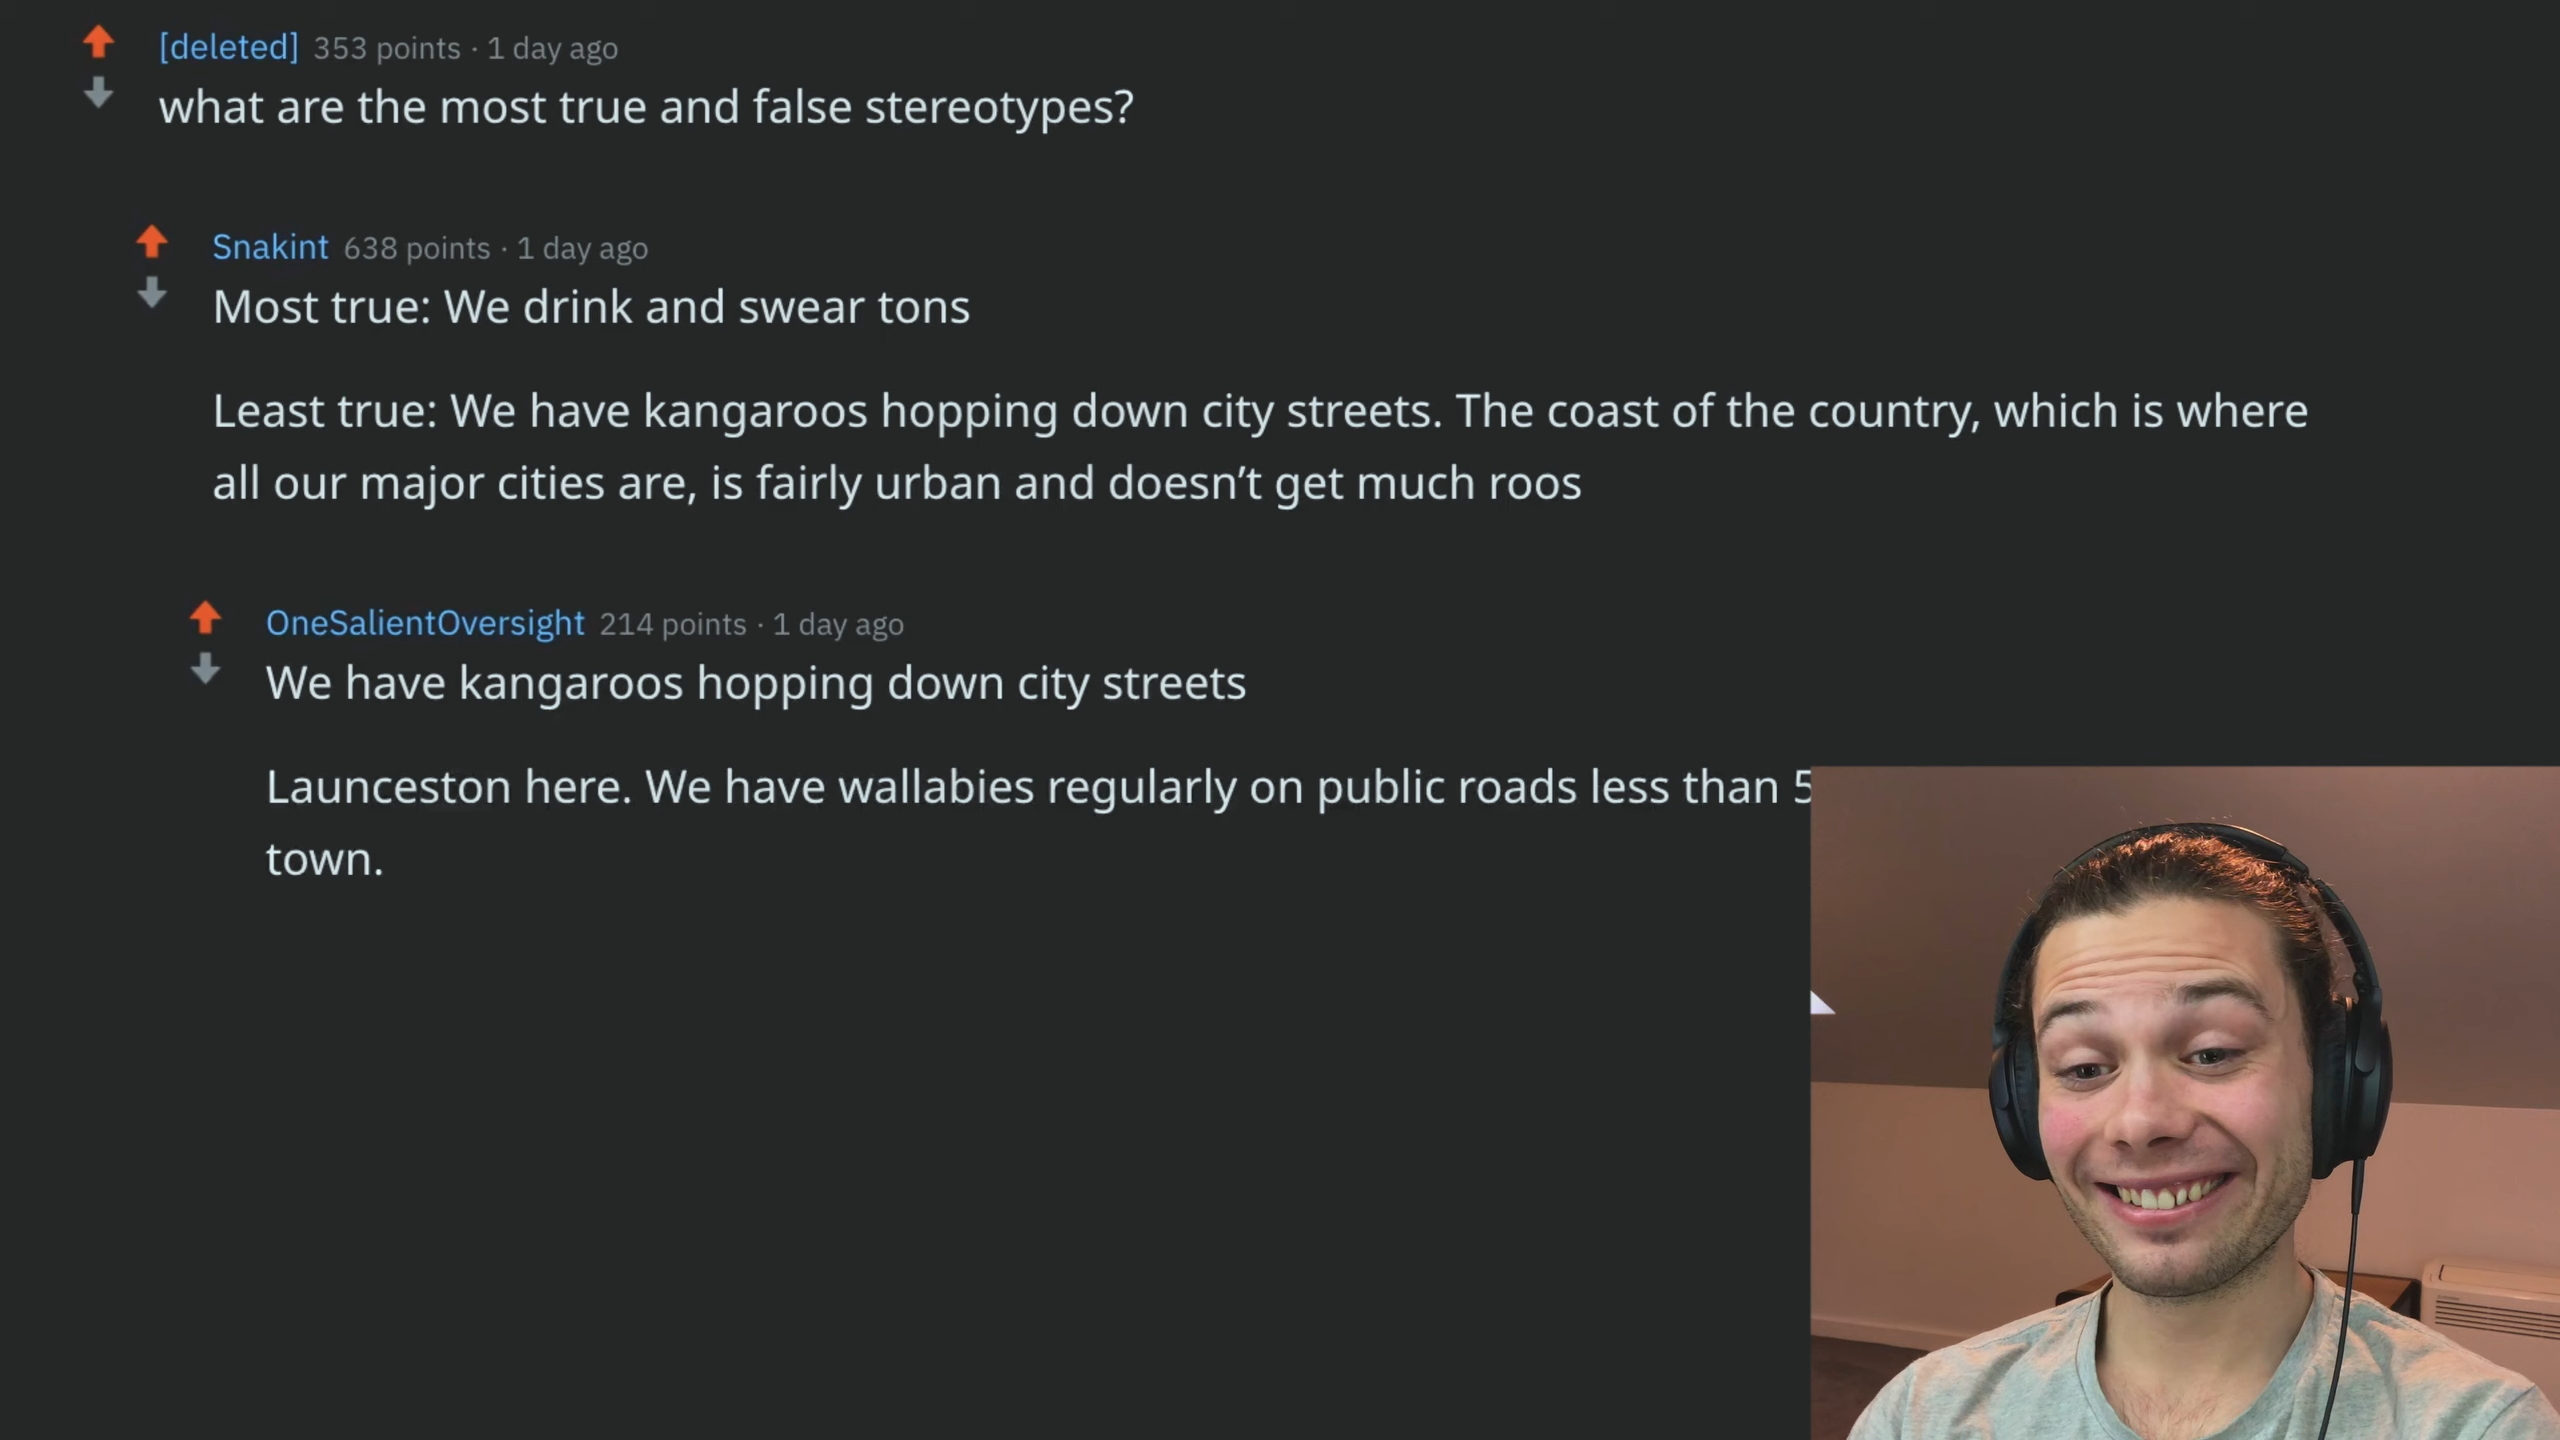 [deleted] 353 points · 1 day ago
what are the most true and false stereotypes?
Snakint 638 points · 1 day ago
Most true: We drink and swear tons
Least true: We have kangaroos hopping down city streets. The coast of the country, which is where
all our major cities are, is fairly urban and doesn’t get much roos
OneSalientOversight 214 points · 1 day ago
We have kangaroos hopping down city streets
Launceston here. We have wallabies regularly on public roads less than 5
town.